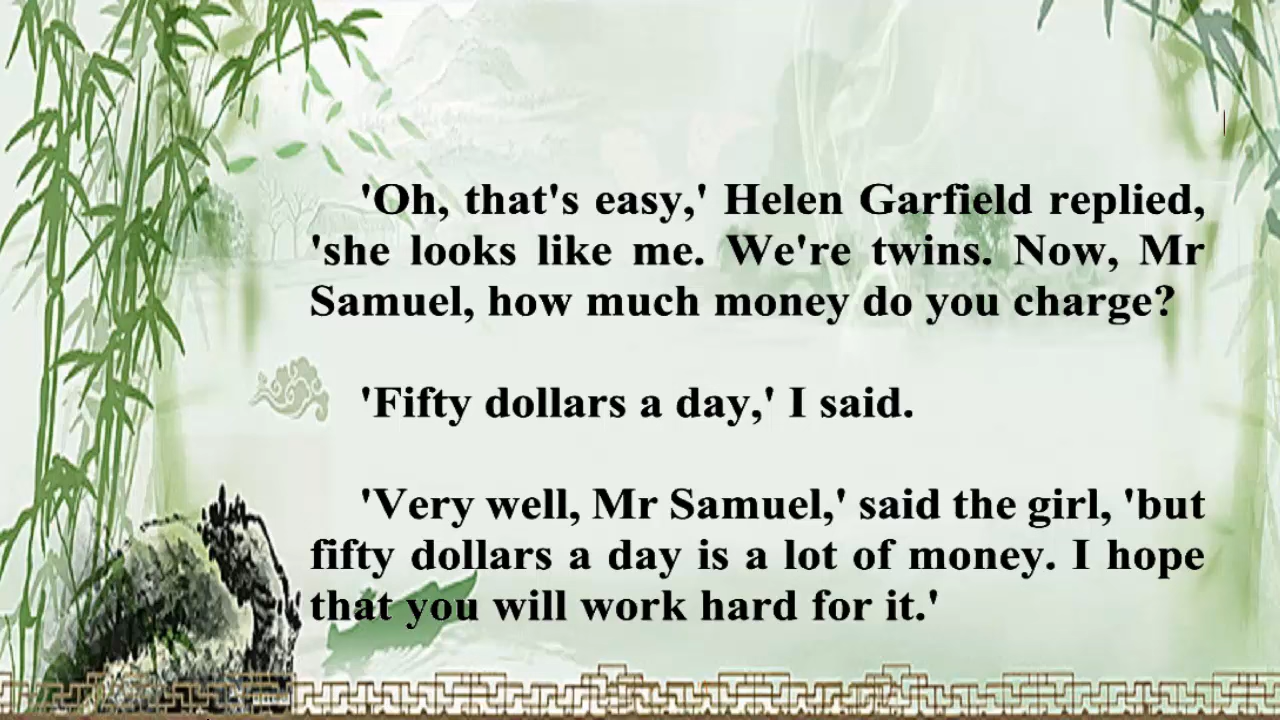 'Oh, that's easy,' Helen Garfield replied,
'she looks like me. We're twins. Now, Mr
Samuel, how much money do you charge?
'Fifty dollars a day,' I said.
'Very well, Mr Samuel,' said the girl, 'but
fifty dollars a day is a lot of money. I hope
that you will work hard for it.'